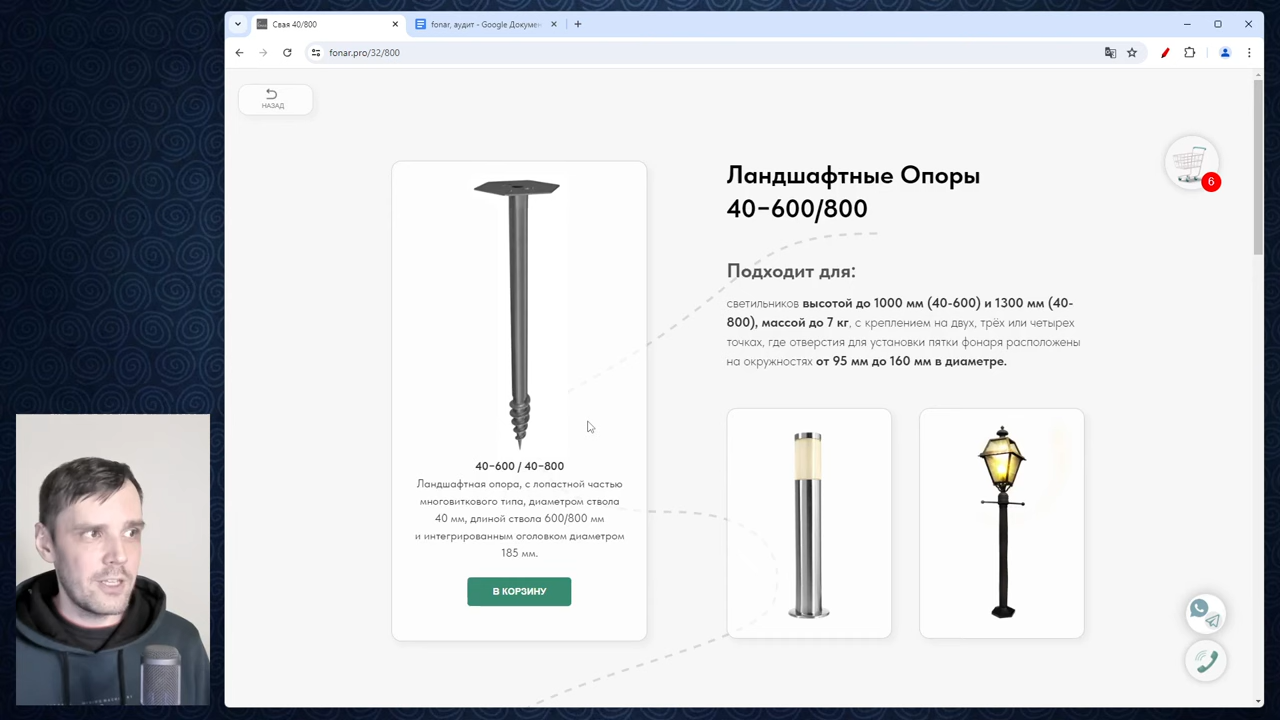 Свая 40/800
fonar, аудит - Google Докумен
fonar.pro/32/800
НАЗАД
6
Ландшафтные Опоры
40–600/800
Подходит для:
светильников высотой до 1000 мм (40-600) и 1300 мм (40-
800), массой до 7 кг, с креплением на двух, трёх или четырех
точках, где отверстия для установки пятки фонаря расположены
на окружностях от 95 мм до 160 мм в диаметре.
40–600 / 40–800
Ландшафтная опора, с лопастной частью
многовиткового типа, диаметром ствола
40 мм, длиной ствола 600/800 мм
и интегрированным оголовком диаметром
185 мм.
В КОРЗИНУ